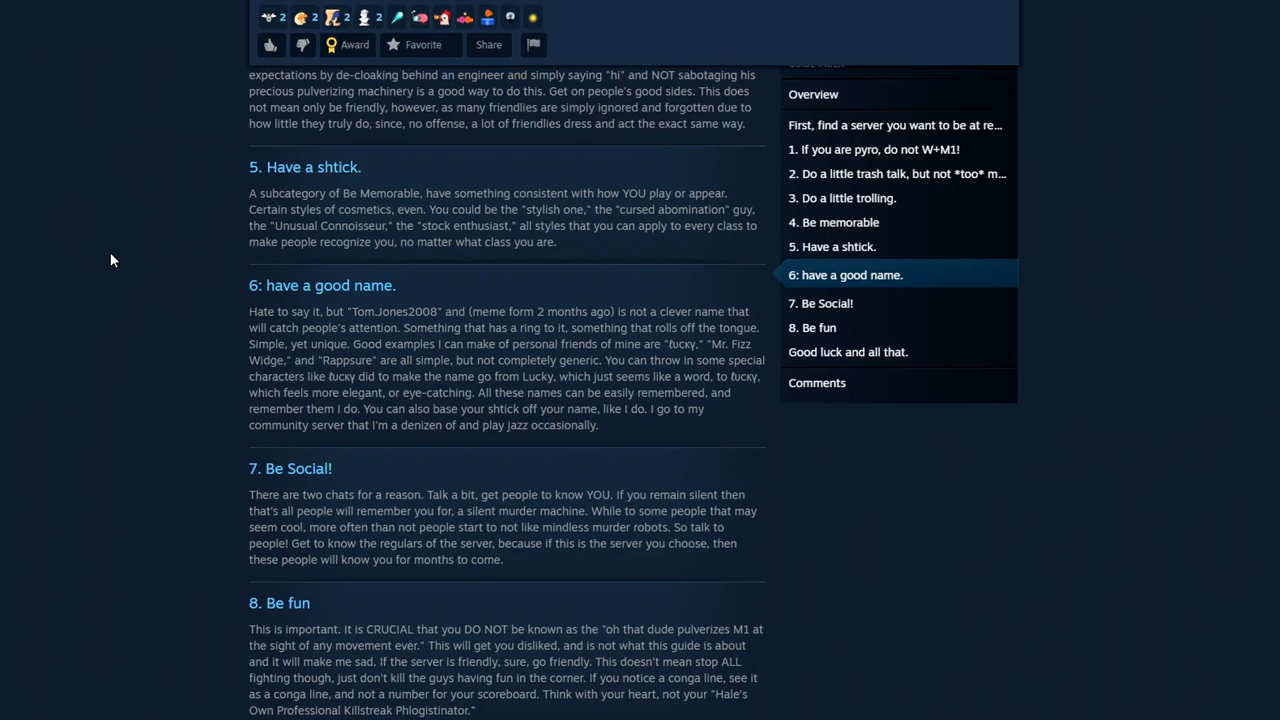 2 2 2 2
Award Favorite Share
expectations by de-cloaking behind an engineer and simply saying "hi" and NOT sabotaging his
pulverizing machinery is a good way to do this. Get on people's good sides. This does
not mean only be friendly, however, as many friendlies are simply ignored and forgotten due to
how little they truly do, since, no offense, a lot of friendlies dress and act the exact same way.
5. Have a shtick.
A subcategory of Be Memorable, have something consistent with how YOU play or appear.
Certain styles of cosmetics, even. You could be the "stylish one," the "cursed abomination" guy,
the "Unusual Connoisseur," the "stock enthusiast," all styles that you can apply to every class to
make people recognize you, no matter what class you are.
6: have a good name.
Hate to say it, but "Tom.Jones2008" and (meme form 2 months ago) is not a clever name that
will catch people's attention. Something that has a ring to it, something that rolls off the tongue.
Simple, yet unique. Good examples I can make of personal friends of mine are "ℓυcκу," "Mr. Fizz
Widge," and "Rappsure" are all simple, but not completely generic. You can throw in some special
characters like ℓυcκу did to make the name go from Lucky, which just seems like a word, to ℓυcκу,
which feels more elegant, or eye-catching. All these names can be easily remembered, and
remember them I do. You can also base your shtick off your name, like I do. I go to my
community server that I'm a denizen of and play jazz occasionally.
7. Be Social!
There are two chats for a reason. Talk a bit, get people to know YOU. If you remain silent then
that's all people will remember you for, a silent murder machine. While to some people that may
seem cool, more often than not people start to not like mindless murder robots. So talk to
people! Get to know the regulars of the server, because if this is the server you choose, then
these people will know you for months to come.
8. Be fun
This is important. It is CRUCIAL that you DO NOT be known as the "oh that dude pulverizes M1 at
the sight of any movement ever." This will get you disliked, and is not what this guide is about
and it will make me sad. If the server is friendly, sure, go friendly. This doesn't mean stop ALL
fighting though, just don't kill the guys having fun in the corner. If you notice a conga line, see it
as a conga line, and not a number for your scoreboard. Think with your heart, not your "Hale's
Own Professional Killstreak Phlogistinator."
GUIDE INDEX
Overview
First, find a server you want to be at re...
1. If you are pyro, do not W+M1!
2. Do a little trash talk, but not *too* m...
3. Do a little trolling.
4. Be memorable
5. Have a shtick.
6: have a good name.
7. Be Social!
8. Be fun
Good luck and all that.
Comments